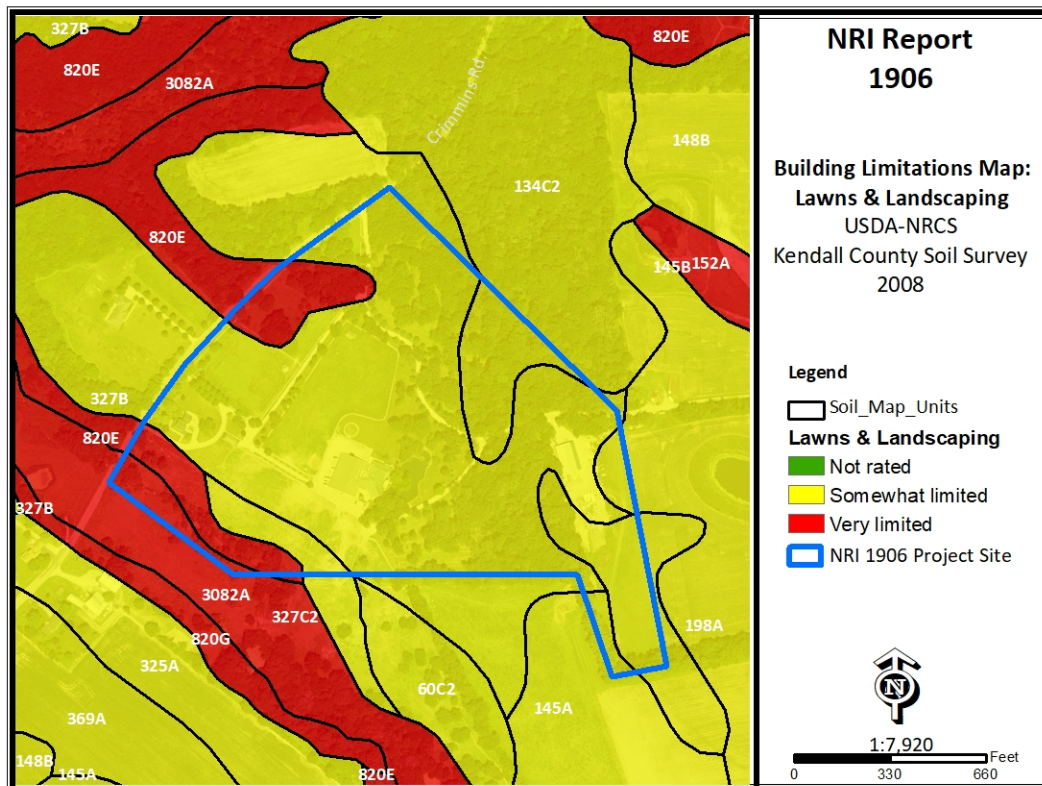 327B
820E
820E
3082A
Crimmins Rd.
148B
134C2
820E
145B
152A
327B
820E
327B
3082A
327C2
820G
198A
325A
60C2
145A
369A
148B
145A
820E
NRI Report
1906
Building Limitations Map:
Lawns & Landscaping
USDA-NRCS
Kendall County Soil Survey
2008
Legend
Soil_Map_Units
Lawns & Landscaping
Not rated
Somewhat limited
Very limited
NRI 1906 Project Site
N
1:7,920
Feet
0 330 660